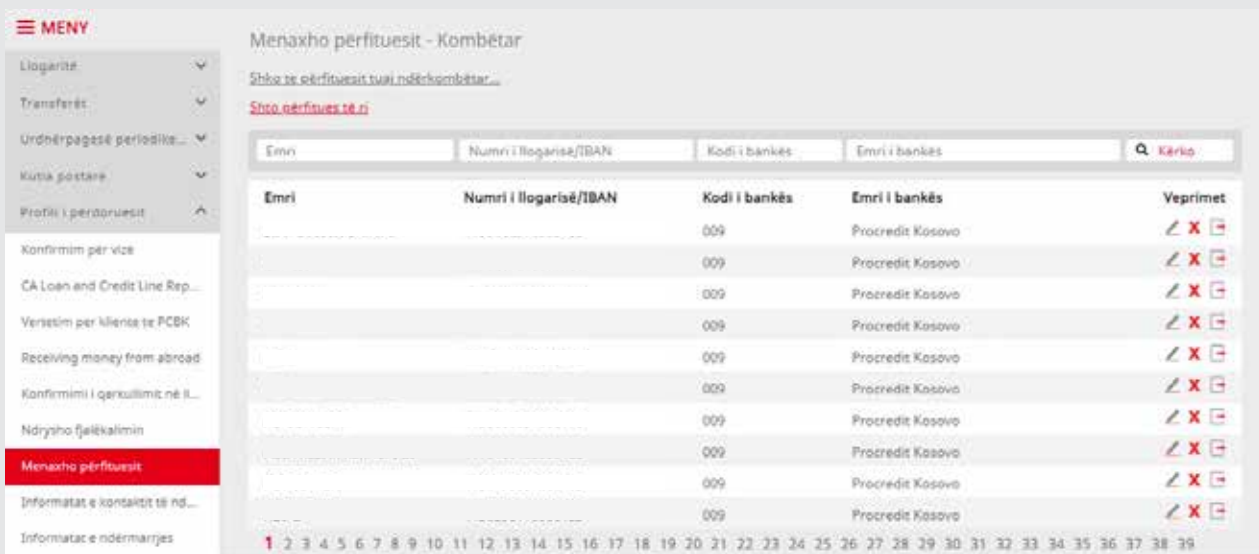 MENY
Llogaritë
Transferët
Urdhërpagesë periodike...
Kutia postare
Profili i përdoruesit
Konfirmim për vizë
CA Loan and Credit Line Rep...
Versetim per kliente te PCBK
Receiving money from abroad
Konfirmimi i qarkullimit në ll...
Ndrysho fjalëkalimin
Menaxho përfituesit
Informatat e kontaktit të nd...
Informatat e ndërmarrjes
Menaxho përfituesit - Kombëtar
Shko te përfituesit tuaj ndërkombëtar...
Shto përfitues të ri
Emri Numri i llogarisë/IBAN Kodi i bankës Emri i bankës Kërko
Emri Numri i llogarisë/IBAN Kodi i bankës Emri i bankës Veprimet
009 Procredit Kosovo
009 Procredit Kosovo
009 Procredit Kosovo
009 Procredit Kosovo
009 Procredit Kosovo
009 Procredit Kosovo
009 Procredit Kosovo
009 Procredit Kosovo
009 Procredit Kosovo
009 Procredit Kosovo
1 2 3 4 5 6 7 8 9 10 11 12 13 14 15 16 17 18 19 20 21 22 23 24 25 26 27 28 29 30 31 32 33 34 35 36 37 38 39